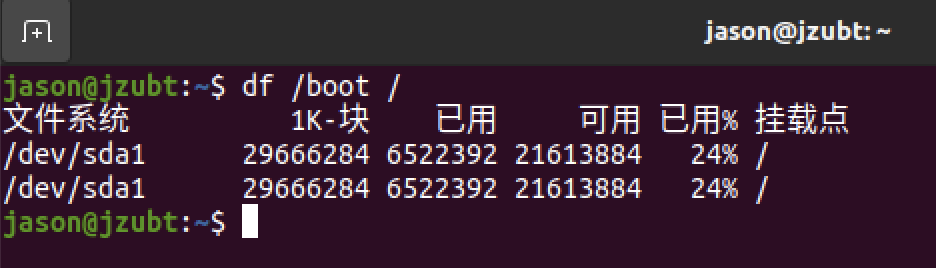 jason@jzubt: ~
jason@jzubt:~$ df /boot /
文件系统 1K-块 已用 可用 已用% 挂载点
/dev/sda1 29666284 6522392 21613884 24% /
/dev/sda1 29666284 6522392 21613884 24% /
jason@jzubt:~$